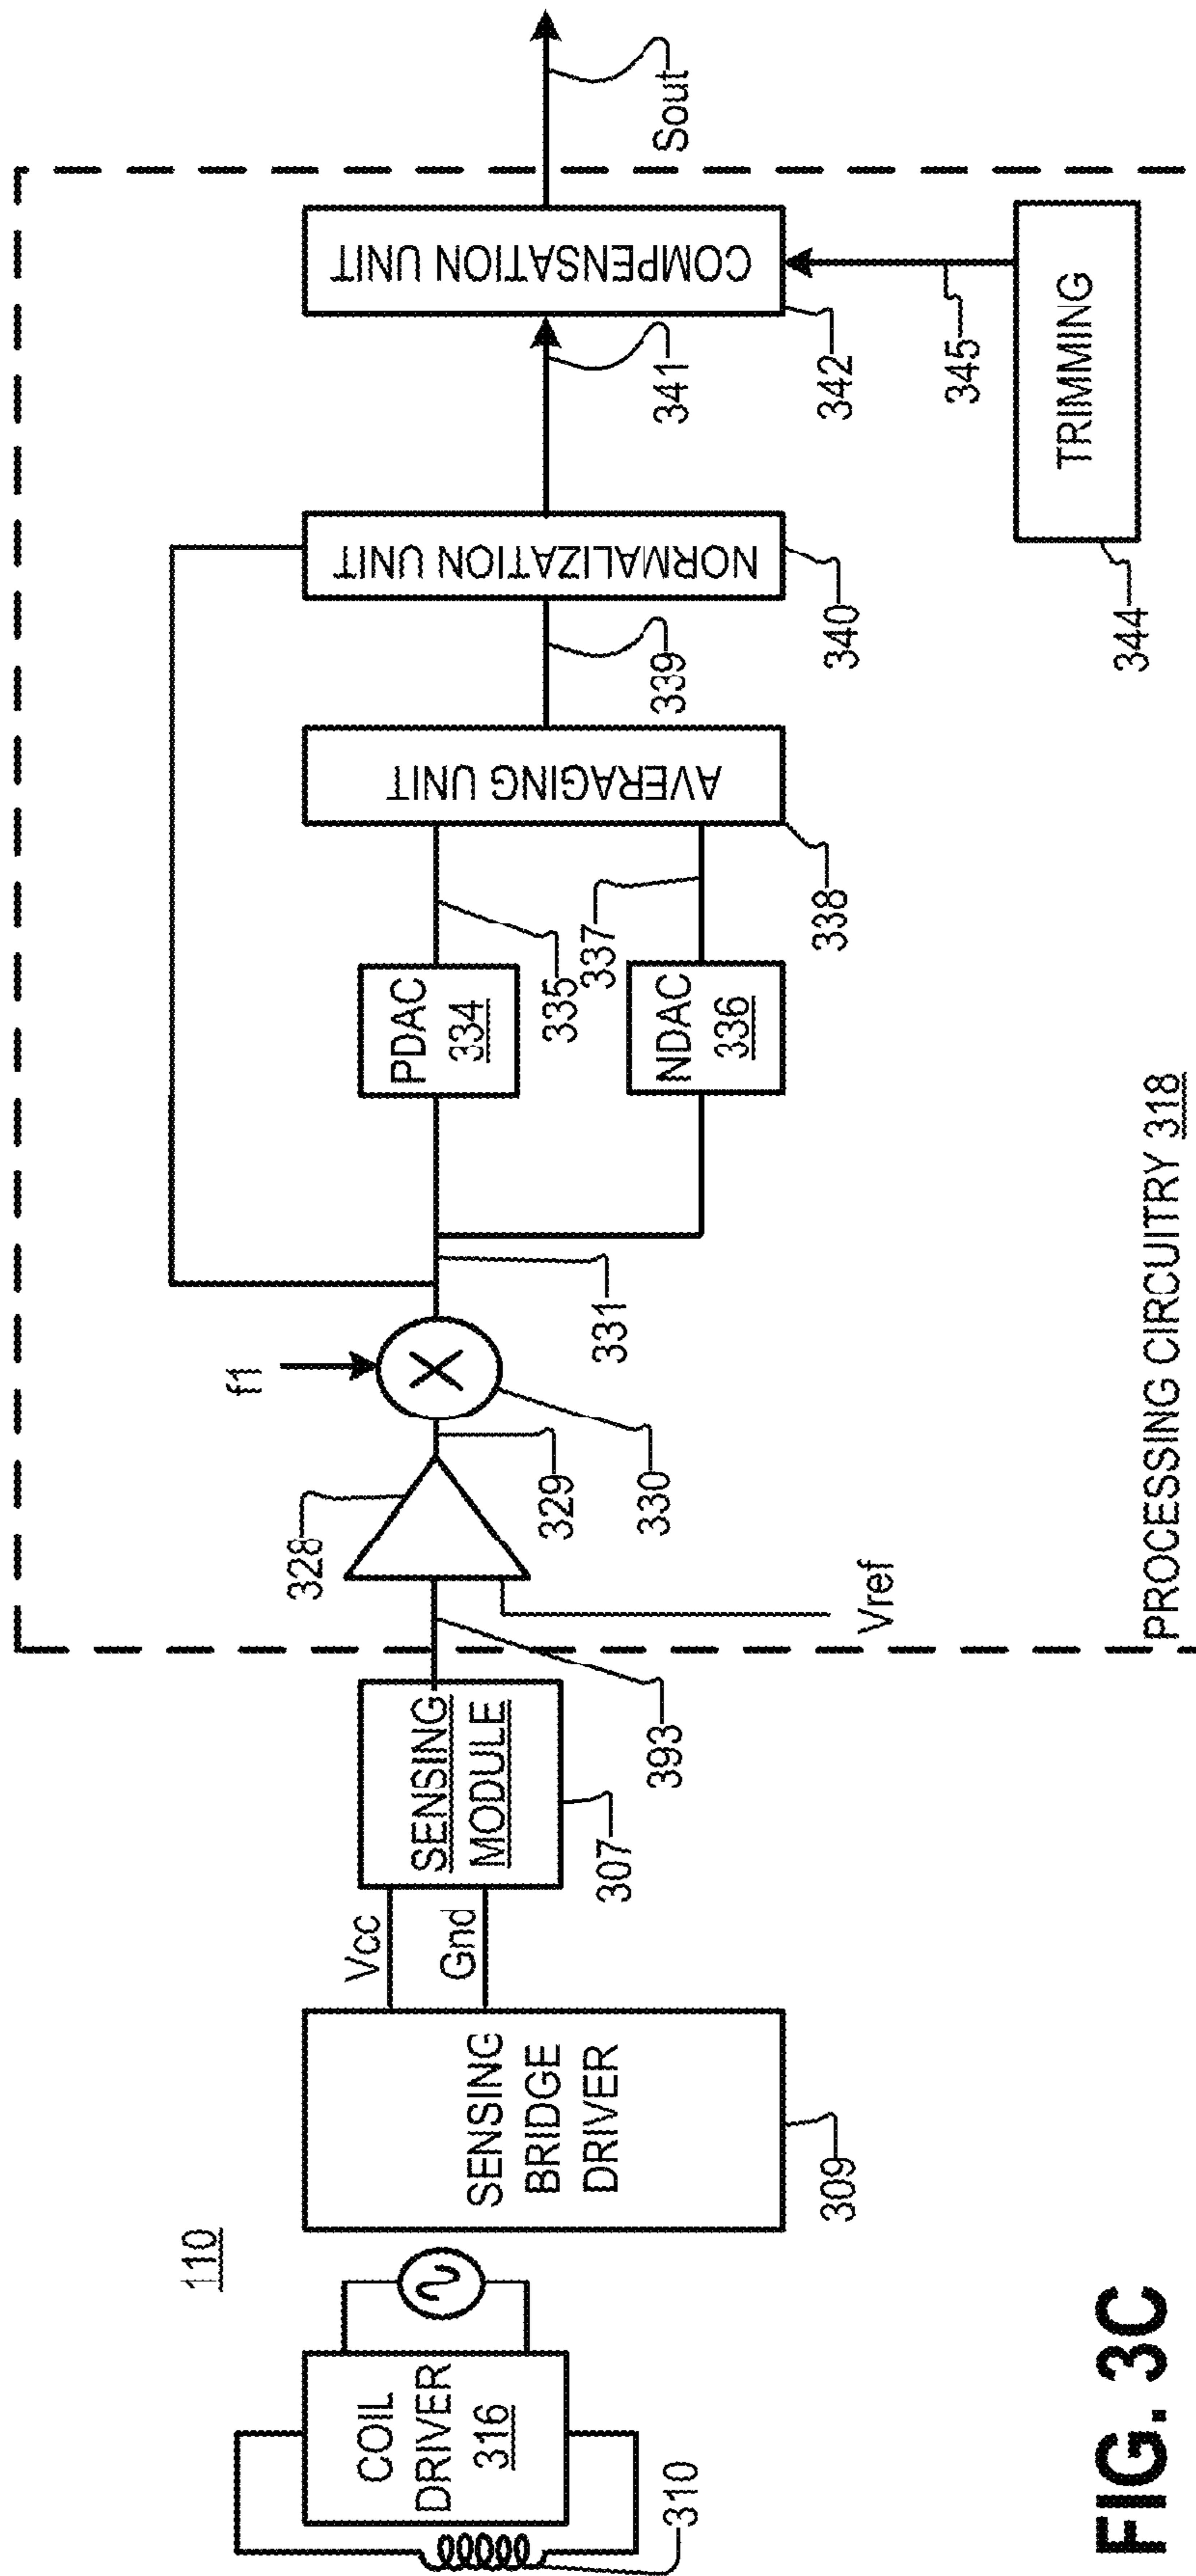 110
COIL
DRIVER
316
310
SENSING
BRIDGE
DRIVER
309
Vcc
Gnd
SENSING
MODULE
307
393
Vref
328
329
f1
330
331
PDAC
334
335
NDAC
336
337
AVERAGING UNIT
338
339
NORMALIZATION UNIT
340
341
COMPENSATION UNIT
342
345
TRIMMING
344
Sout
PROCESSING CIRCUITRY 318
FIG. 3C